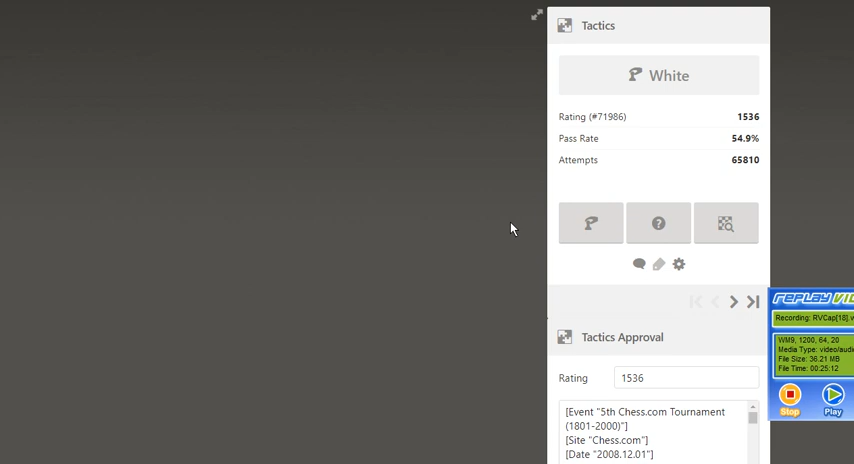 Tactics
White
Rating (#71986) 1536
Pass Rate 54.9%
Attempts 65810
Tactics Approval
Rating 1536
[Event "5th Chess.com Tournament
(1801-2000)"]
[Site "Chess.com"]
[Date "2008.12.01"]
REPLAY
Recording: RVCap[18].
WM9, 1200, 64, 20
Media Type: video/audi
File Size: 36.21 MB
File Time: 00:25:12
Stop Play